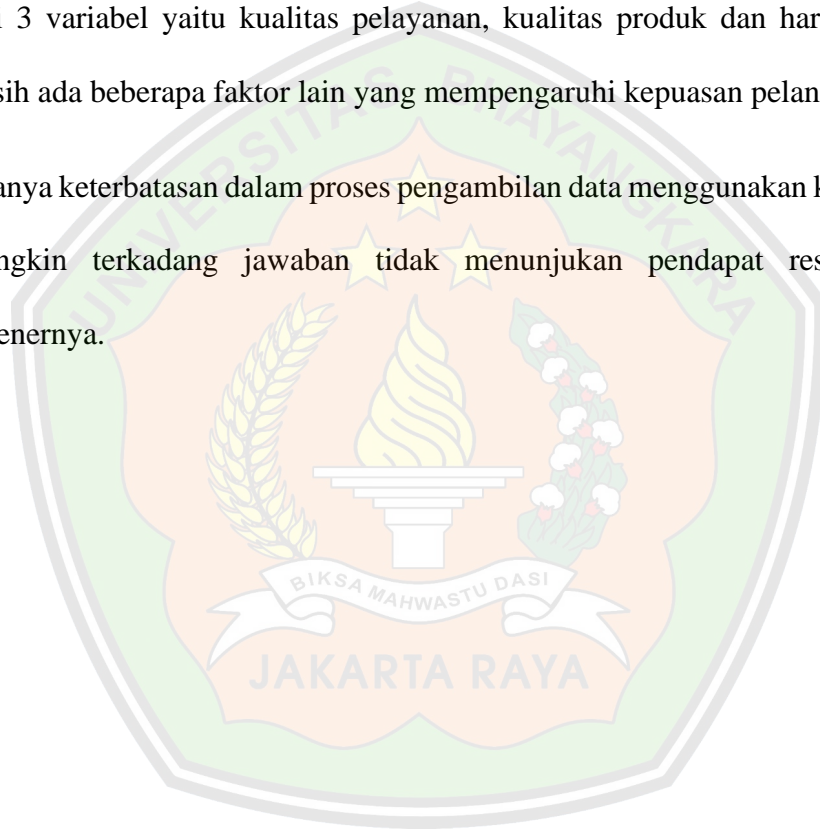 3 variabel yaitu kualitas pelayanan, kualitas produk dan har
sih ada beberapa faktor lain yang mempengaruhi kepuasan pelan
anya keterbatasan dalam proses pengambilan data menggunakan k
ngkin terkadang jawaban tidak menunjukan pendapat res
enernya.
UNIVERSITAS BHAYANGKARA
BIKSA MAHWASTU DASI
JAKARTA RAYA